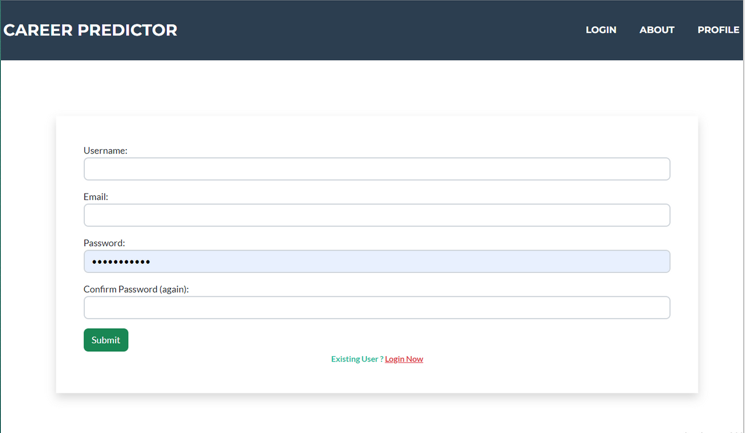 CAREER PREDICTOR
LOGIN ABOUT PROFILE
Username:
Email:
Password:
•••••••••••
Confirm Password (again):
Submit
Existing User ? Login Now